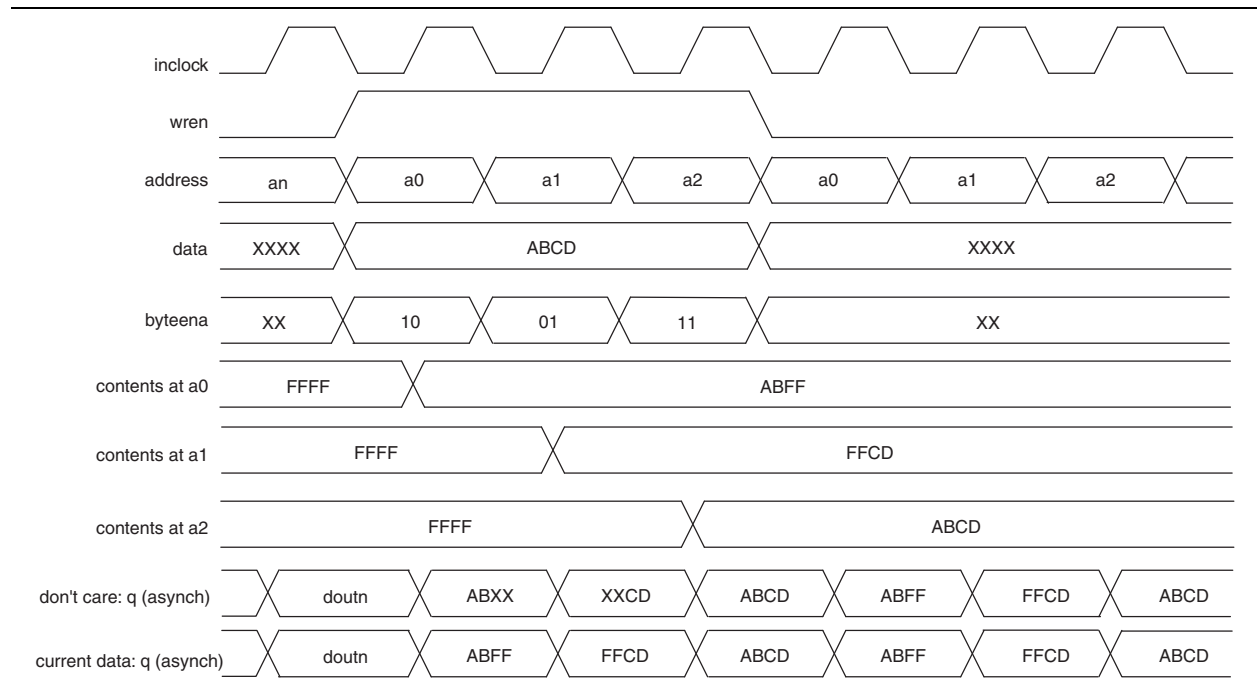 inclock
wren
address an a0 a1 a2 a0 a1 a2
data XXXX ABCD XXXX
byteena XX 10 01 11 XX
contents at a0 FFFF ABFF
contents at a1 FFFF FFCD
contents at a2 FFFF ABCD
don't care: q (asynch) doutn ABXX XXCD ABCD ABFF FFCD ABCD
current data: q (asynch) doutn ABFF FFCD ABCD ABFF FFCD ABCD